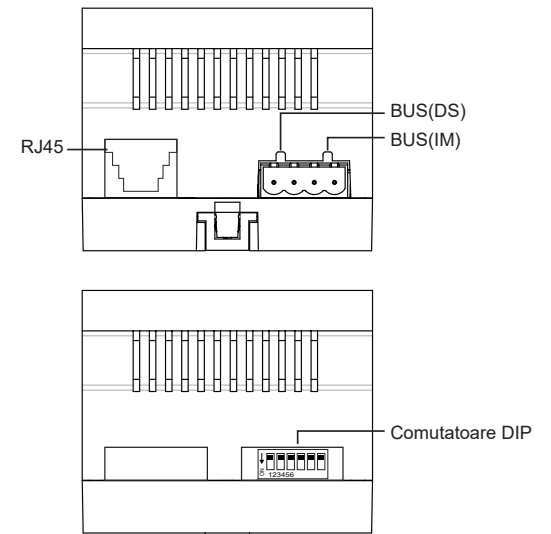 BUS(DS)
BUS(IM)
RJ45
Comutatoare DIP
ON
123456